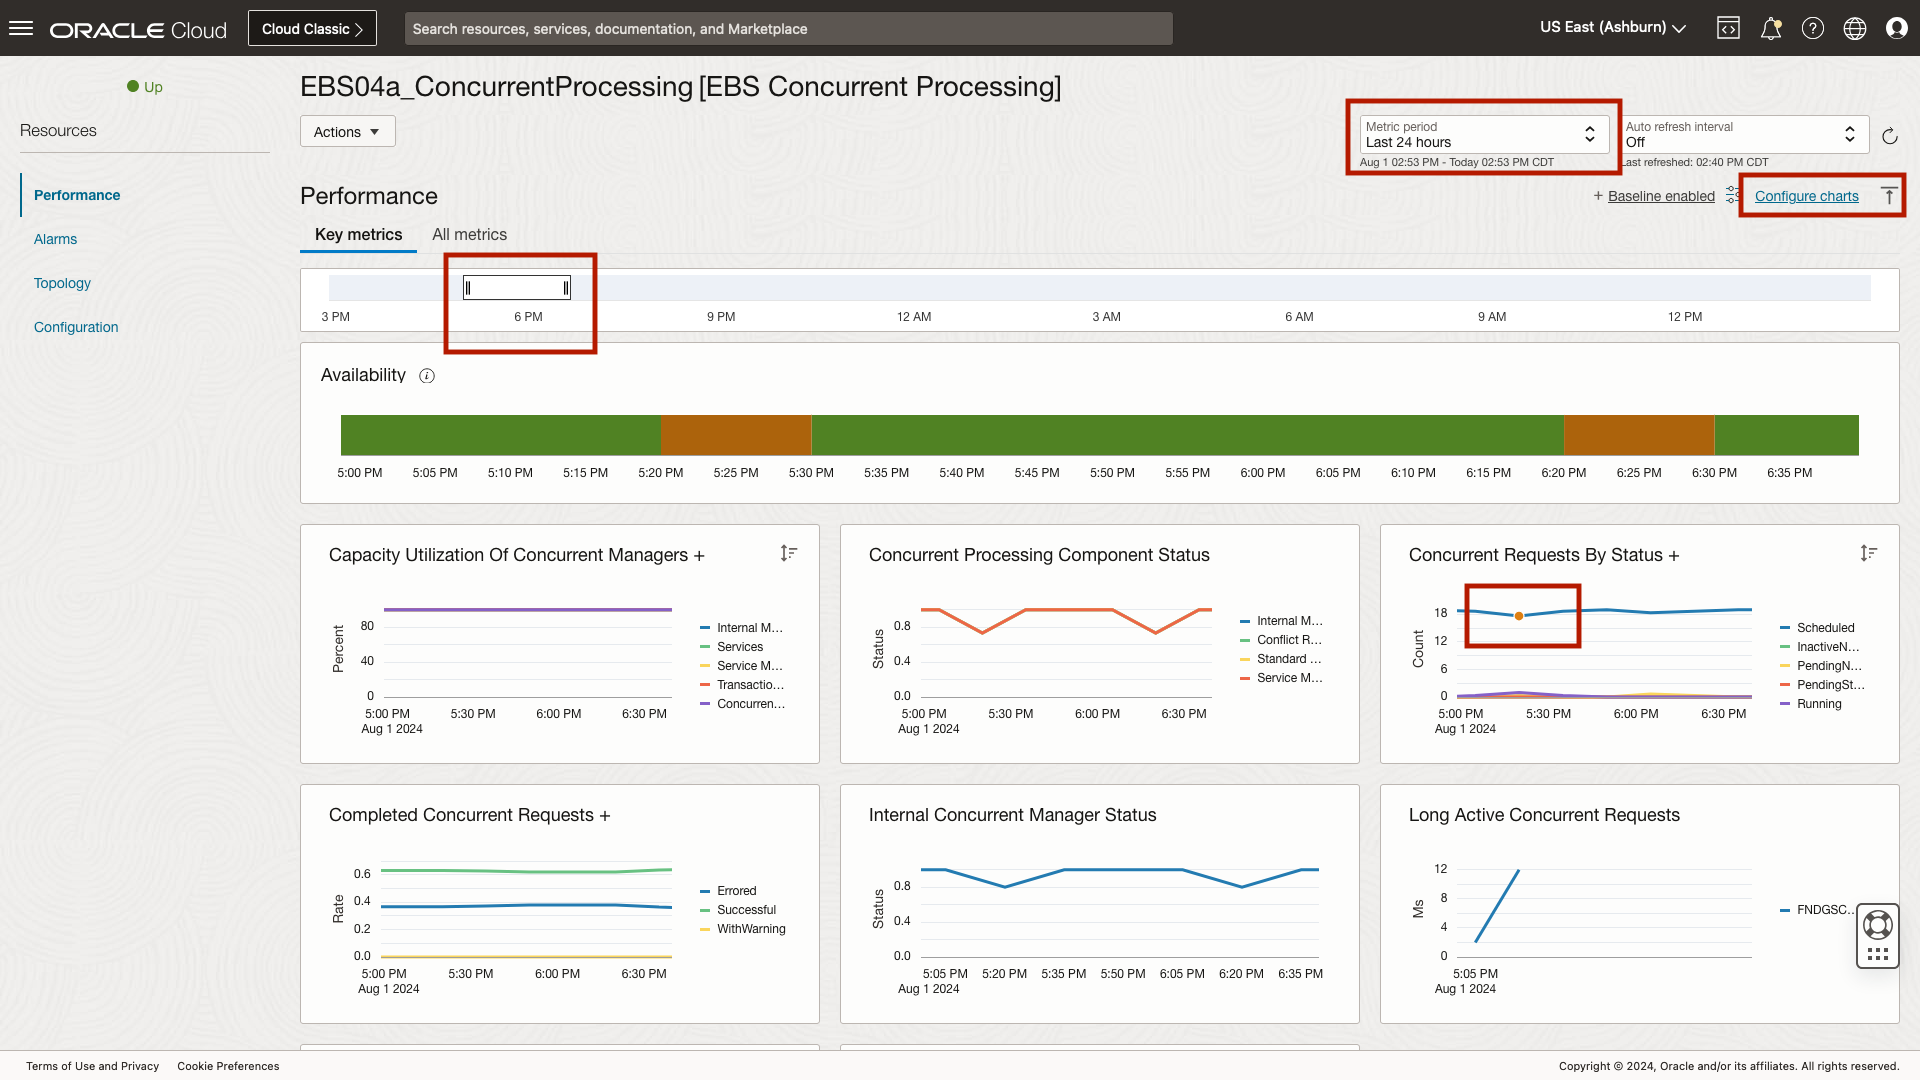 ORACLE Cloud
Cloud Classic
Search resources, services, documentation, and Marketplace
US East (Ashburn)
Up
Resources
Performance
Alarms
Topology
Configuration
EBS04a_ConcurrentProcessing [EBS Concurrent Processing]
Actions
Metric period
Last 24 hours
Aug 1 02:53 PM - Today 02:53 PM CDT
Auto refresh interval
Off
Last refreshed: 02:40 PM CDT
Performance
+ Baseline enabled
Configure charts
Key metrics All metrics
3 PM 6 PM 9 PM 12 AM 3 AM 6 AM 9 AM 12 PM
Availability i
5:00 PM 5:05 PM 5:10 PM 5:15 PM 5:20 PM 5:25 PM 5:30 PM 5:35 PM 5:40 PM 5:45 PM 5:50 PM 5:55 PM 6:00 PM 6:05 PM 6:10 PM 6:15 PM 6:20 PM 6:25 PM 6:30 PM 6:35 PM
Capacity Utilization Of Concurrent Managers +
Percent
80
40
0
5:00 PM 5:30 PM 6:00 PM 6:30 PM
Aug 1 2024
Internal M...
Services
Service M...
Transactio...
Concurren...
Concurrent Processing Component Status
Status
0.8
0.4
0.0
5:00 PM 5:30 PM 6:00 PM 6:30 PM
Aug 1 2024
Internal M...
Conflict R...
Standard ...
Service M...
Concurrent Requests By Status +
Count
18
12
6
0
5:00 PM 5:30 PM 6:00 PM 6:30 PM
Aug 1 2024
Scheduled
InactiveN...
PendingN...
PendingSt...
Running
Completed Concurrent Requests +
Rate
0.6
0.4
0.2
0.0
5:00 PM 5:30 PM 6:00 PM 6:30 PM
Aug 1 2024
Errored
Successful
WithWarning
Internal Concurrent Manager Status
Status
0.8
0.4
0.0
5:05 PM 5:20 PM 5:35 PM 5:50 PM 6:05 PM 6:20 PM 6:35 PM
Aug 1 2024
Long Active Concurrent Requests
Ms
12
8
4
0
5:05 PM
Aug 1 2024
FNDGSC...
Terms of Use and Privacy Cookie Preferences
Copyright © 2024, Oracle and/or its affiliates. All rights reserved.